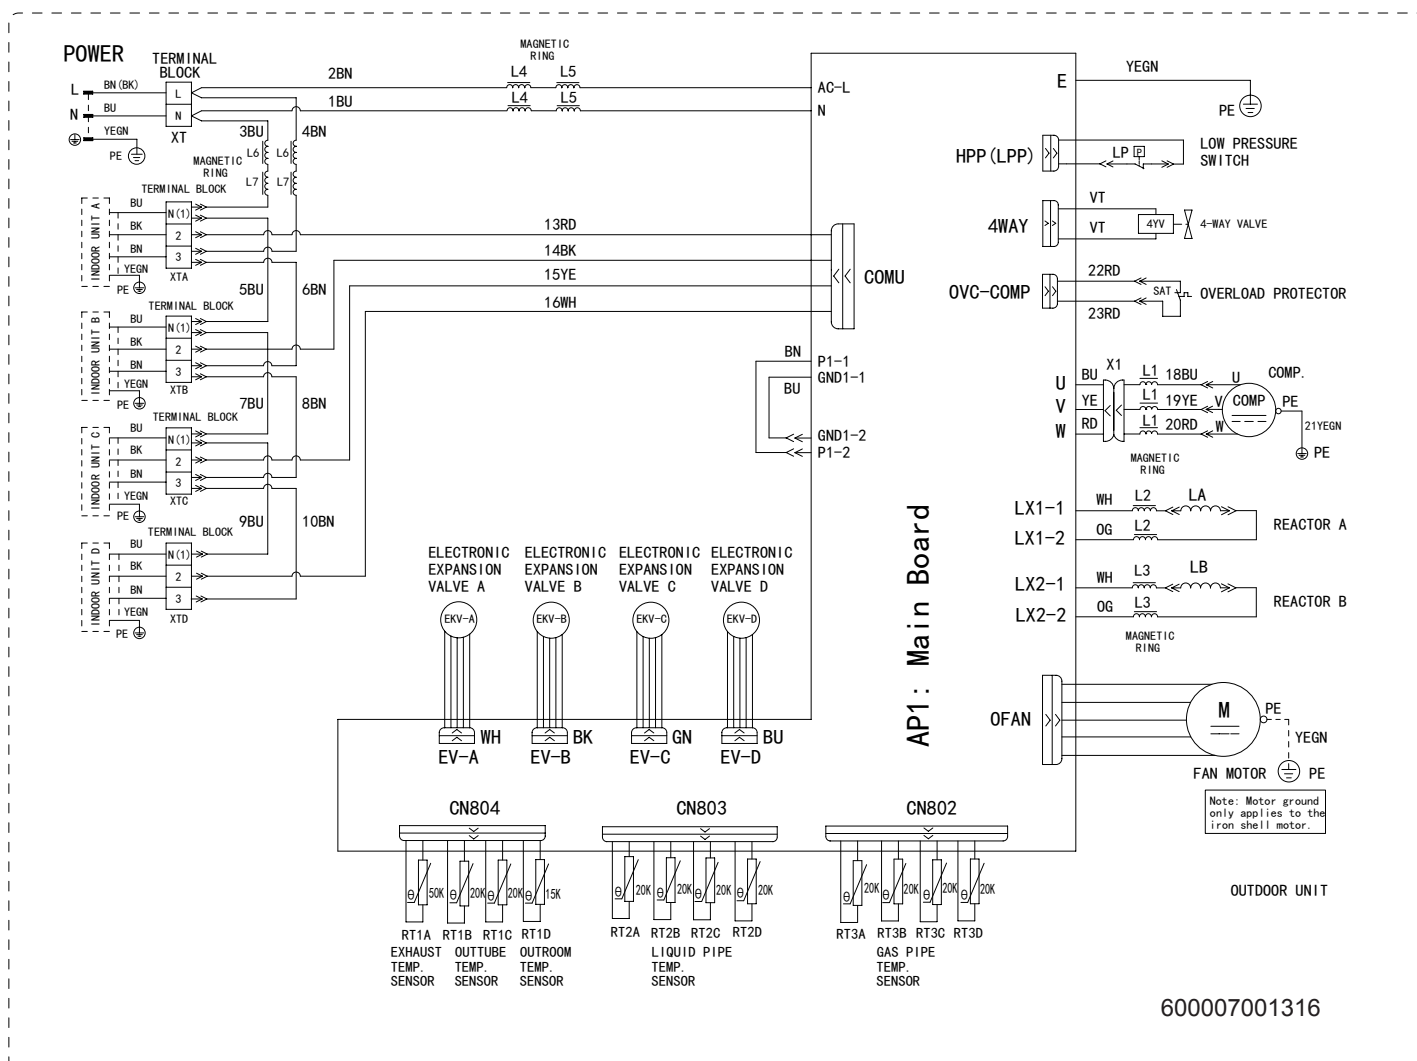 POWER
TERMINAL
BLOCK
L
BN(BK)
L
N
BU
N
YEGN
XT
PE
2BN
1BU
MAGNETIC
RING
L4
L5
L4
L5
AC-L
N
3BU
4BN
L6
L6
MAGNETIC
RING
L7
L7
TERMINAL BLOCK
INDOOR UNIT A
BU
BK
BN
YEGN
PE
N(1)
2
3
XTA
13RD
14BK
15YE
16WH
COMU
5BU
6BN
TERMINAL BLOCK
INDOOR UNIT B
BU
BK
BN
YEGN
PE
N(1)
2
3
XTB
7BU
8BN
TERMINAL BLOCK
INDOOR UNIT C
BU
BK
BN
YEGN
PE
N(1)
2
3
XTC
9BU
10BN
TERMINAL BLOCK
INDOOR UNIT D
BU
BK
BN
YEGN
PE
N(1)
2
3
XTD
BN
P1-1
GND1-1
BU
GND1-2
P1-2
AP1: Main Board
E
YEGN
PE
HPP(LPP)
LP
P
LOW PRESSURE
SWITCH
4WAY
VT
VT
4YV
4-WAY VALVE
OVC-COMP
22RD
SAT
OVERLOAD PROTECTOR
23RD
U
V
W
BU
YE
RD
X1
L1
18BU
U
L1
19YE
V
L1
20RD
W
COMP.
COMP
PE
21YEGN
PE
MAGNETIC
RING
LX1-1
WH
L2
LA
LX1-2
OG
L2
REACTOR A
LX2-1
WH
L3
LB
LX2-2
OG
L3
REACTOR B
MAGNETIC
RING
OFAN
M
PE
YEGN
FAN MOTOR
PE
Note: Motor ground
only applies to the
iron shell motor.
ELECTRONIC
EXPANSION
VALVE A
ELECTRONIC
EXPANSION
VALVE B
ELECTRONIC
EXPANSION
VALVE C
ELECTRONIC
EXPANSION
VALVE D
EKV-A
EKV-B
EKV-C
EKV-D
WH
BK
GN
BU
EV-A
EV-B
EV-C
EV-D
CN804
CN803
CN802
θ
50K
θ
20K
θ
20K
θ
15K
θ
20K
θ
20K
θ
20K
θ
20K
θ
20K
θ
20K
θ
20K
θ
20K
RT1A
RT1B
RT1C
RT1D
RT2A
RT2B
RT2C
RT2D
RT3A
RT3B
RT3C
RT3D
EXHAUST
TEMP.
SENSOR
OUTTUBE
TEMP.
SENSOR
OUTROOM
TEMP.
SENSOR
LIQUID PIPE
TEMP.
SENSOR
GAS PIPE
TEMP.
SENSOR
OUTDOOR UNIT
600007001316